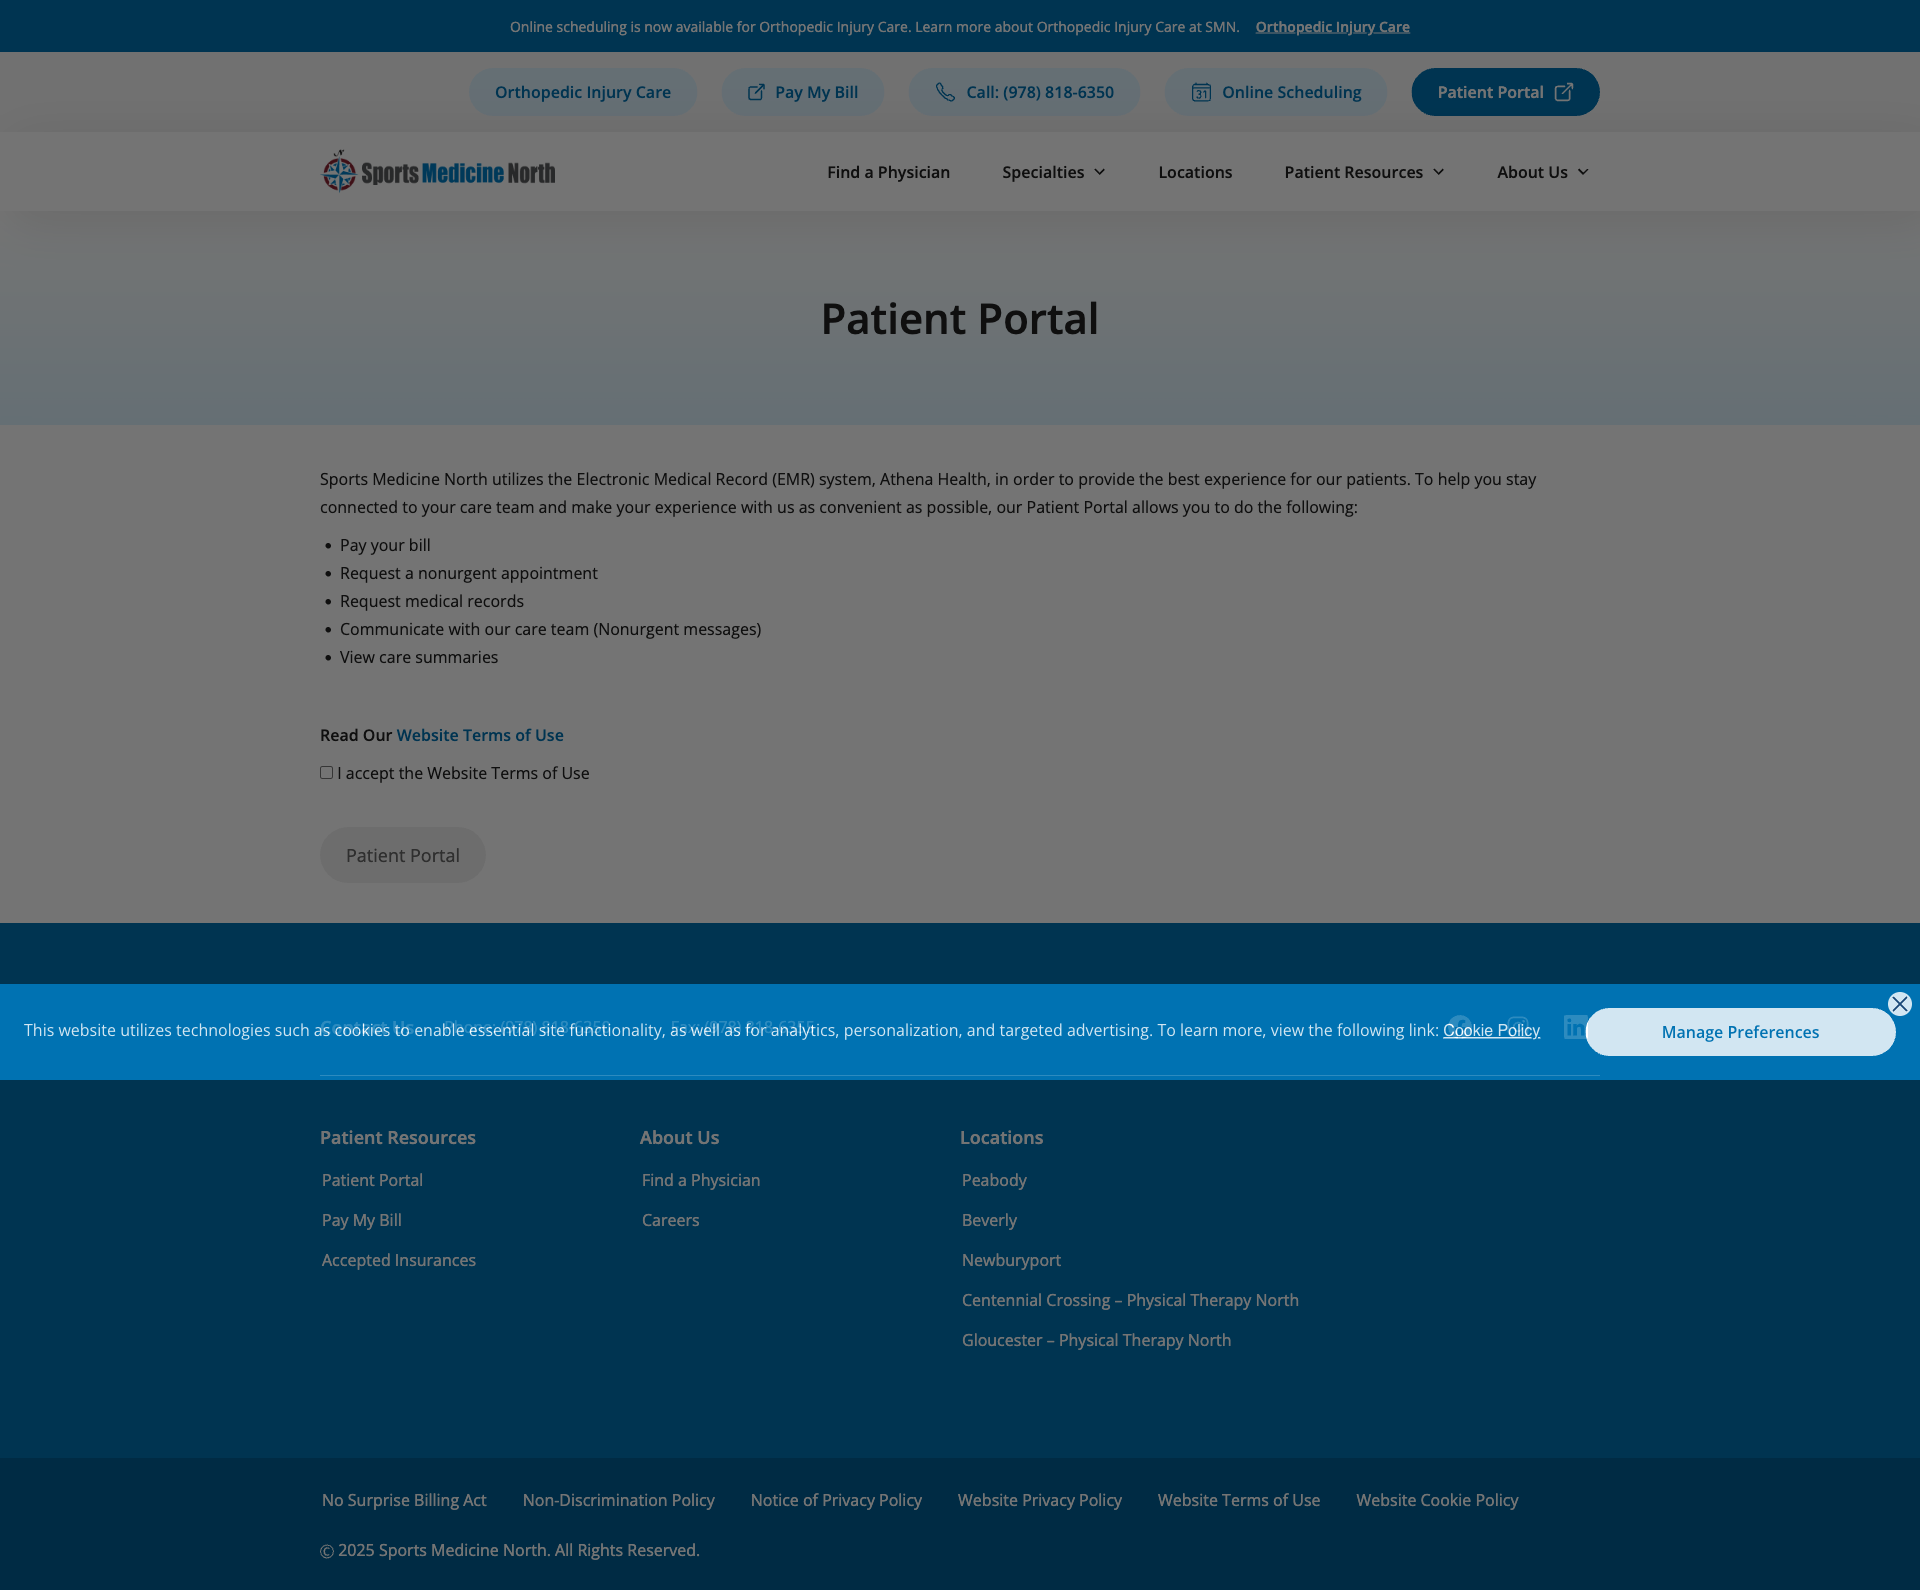 Online scheduling is now available for Orthopedic Injury Care. Learn more about Orthopedic Injury Care at SMN. Orthopedic Injury Care
Orthopedic Injury Care
Pay My Bill
Call: (978) 818-6350
31
Online Scheduling
Patient Portal
N
Sports Medicine North
Find a Physician
Specialties
Locations
Patient Resources
About Us
Patient Portal
Sports Medicine North utilizes the Electronic Medical Record (EMR) system, Athena Health, in order to provide the best experience for our patients. To help you stay
connected to your care team and make your experience with us as convenient as possible, our Patient Portal allows you to do the following:
• Pay your bill
• Request a nonurgent appointment
• Request medical records
• Communicate with our care team (Nonurgent messages)
• View care summaries
Read Our Website Terms of Use
I accept the Website Terms of Use
Patient Portal
This website utilizes technologies such as cookies to enable essential site functionality, as well as for analytics, personalization, and targeted advertising. To learn more, view the following link: Cookie Policy
Manage Preferences
Patient Resources
Patient Portal
Pay My Bill
Accepted Insurances
About Us
Find a Physician
Careers
Locations
Peabody
Beverly
Newburyport
Centennial Crossing – Physical Therapy North
Gloucester – Physical Therapy North
No Surprise Billing Act
Non-Discrimination Policy
Notice of Privacy Policy
Website Privacy Policy
Website Terms of Use
Website Cookie Policy
© 2025 Sports Medicine North. All Rights Reserved.